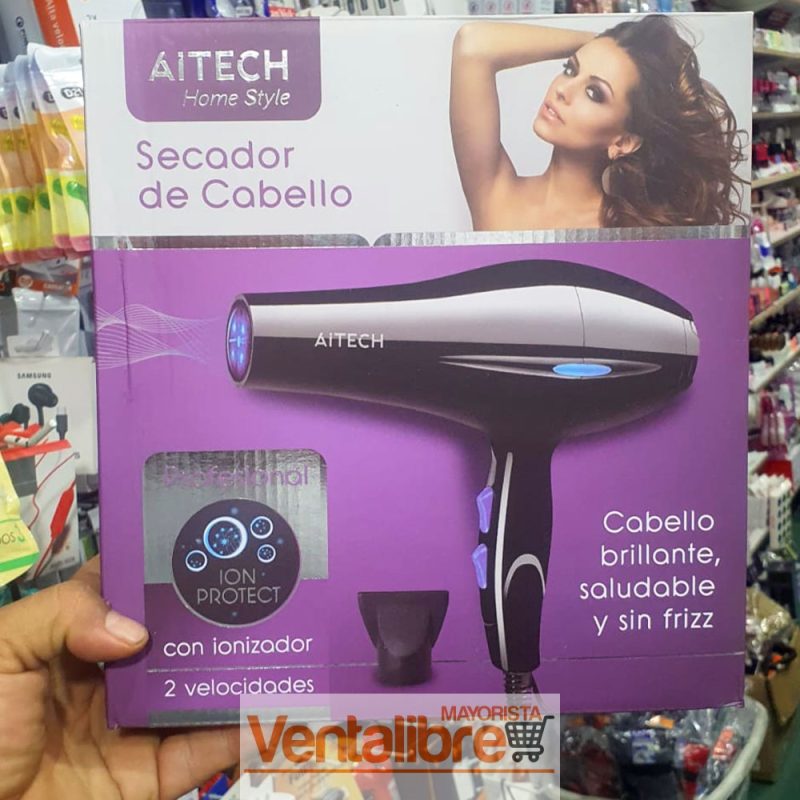 AITECH
Home Style
Secador
de Cabello
AITECH
SAMSUNG
Profesional
ION
PROTECT
con ionizador
2 velocidades
Cabello
brillante,
saludable
y sin frizz
MAYORISTA
Ventalibre